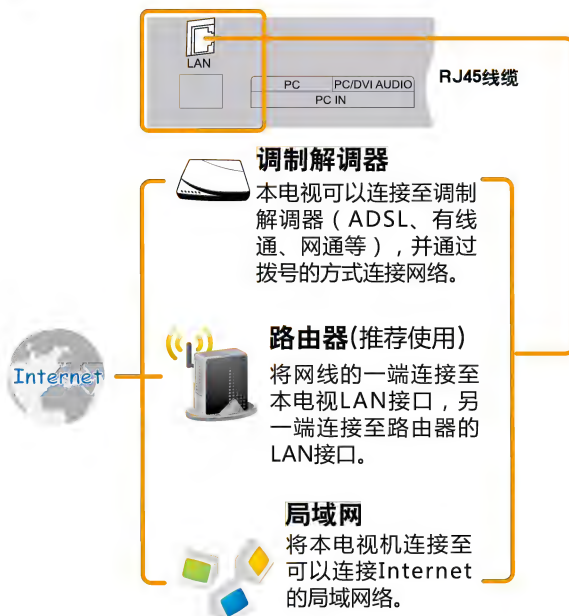 LAN
PC
PC/DVI AUDIO
PC IN
RJ45线缆
调制解调器
本电视可以连接至调制
解调器（ADSL、有线
通、网通等），并通过
拨号的方式连接网络。
Internet
路由器(推荐使用)
将网线的一端连接至
本电视LAN接口，另
一端连接至路由器的
LAN接口。
局域网
将本电视机连接至
可以连接Internet
的局域网络。